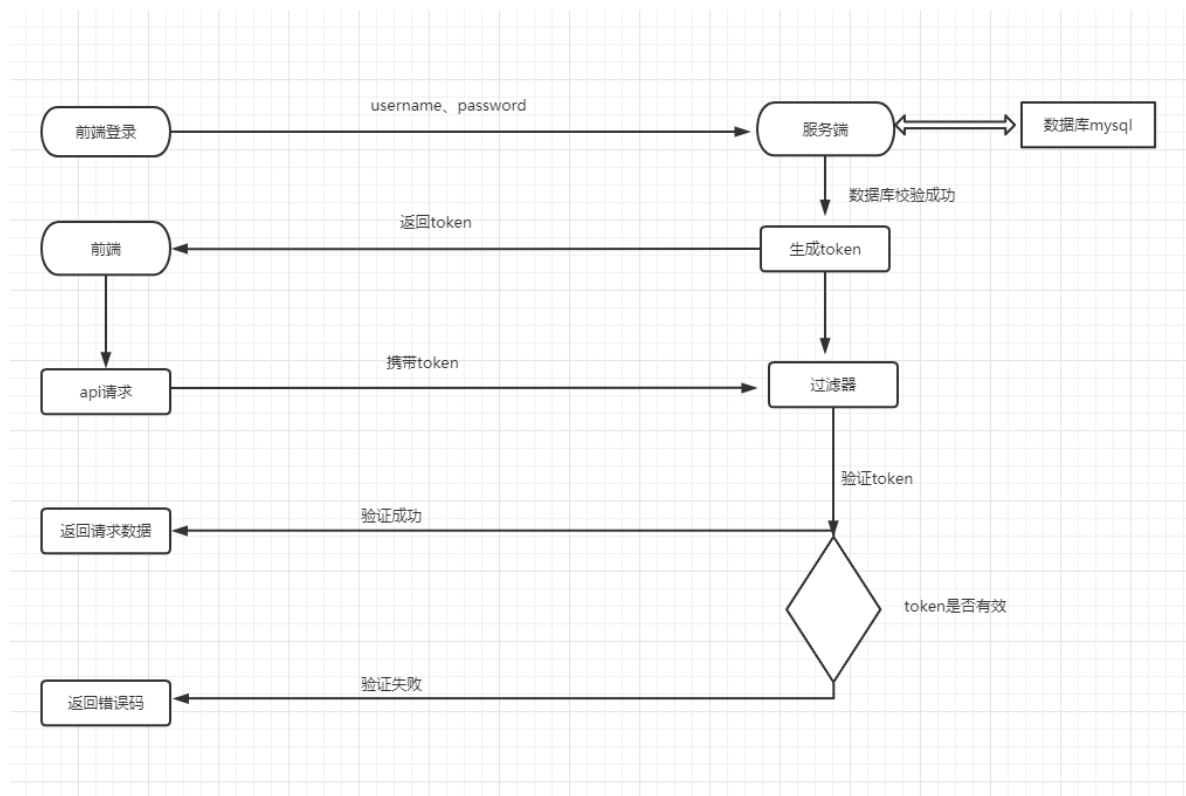 username、password
前端登录
服务端
数据库mysql
数据库校验成功
返回token
前端
生成token
携带token
api请求
过滤器
验证token
验证成功
返回请求数据
token是否有效
验证失败
返回错误码